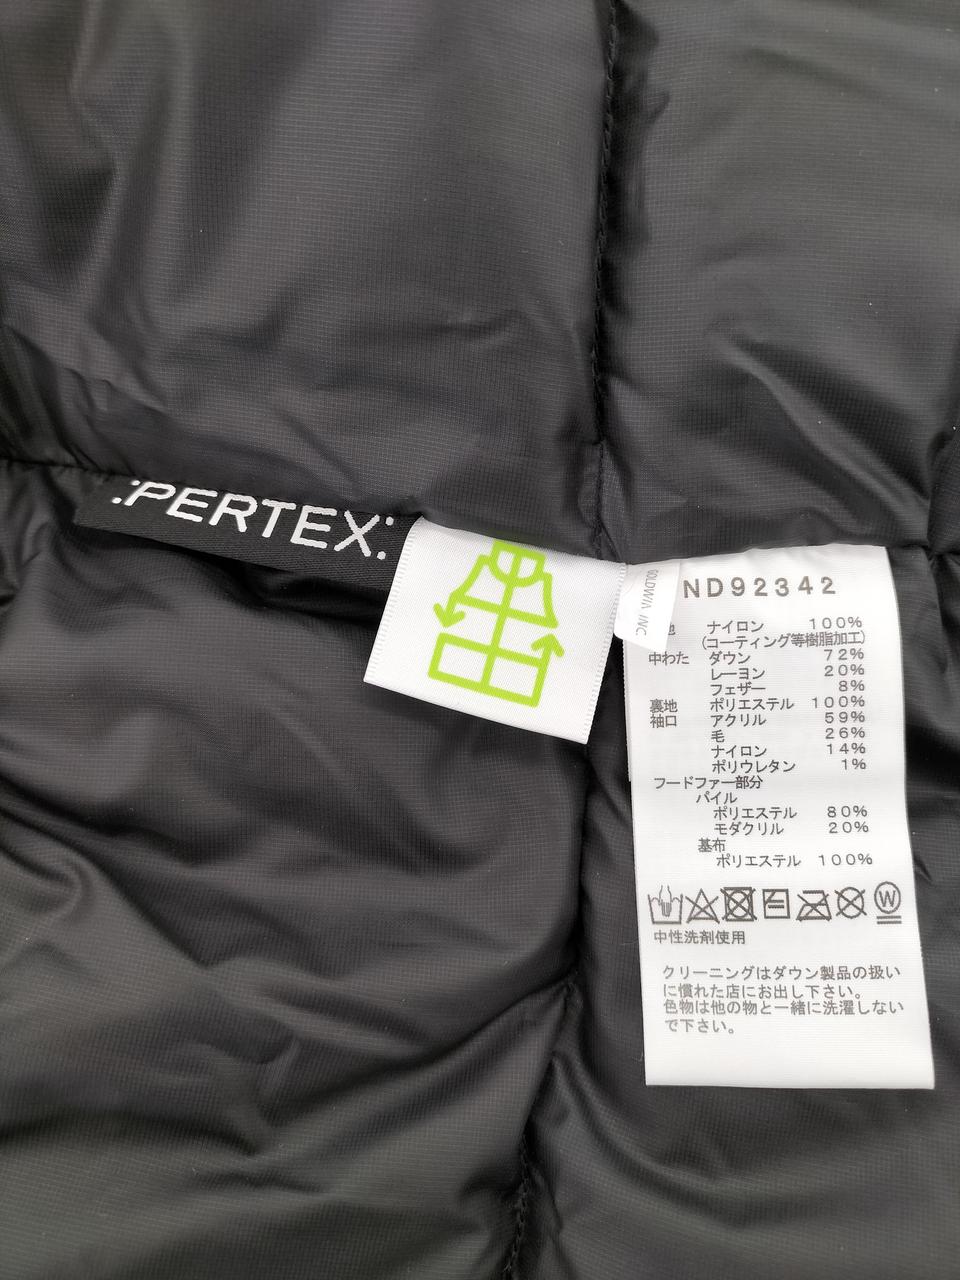 :PERTEX:
GOLDWIN INC
ND92342
地 ナイロン 100%
(コーティング等樹脂加工)
中わた ダウン 72%
レーヨン 20%
フェザー 8%
裏地 ポリエステル 100%
袖口 アクリル 59%
毛 26%
ナイロン 14%
ポリウレタン 1%
フードファー部分
パイル
ポリエステル 80%
モダクリル 20%
基布
ポリエステル 100%
W
中性洗剤使用
クリーニングはダウン製品の扱い
に慣れた店にお出し下さい。
色物は他の物と一緒に洗濯しない
で下さい。